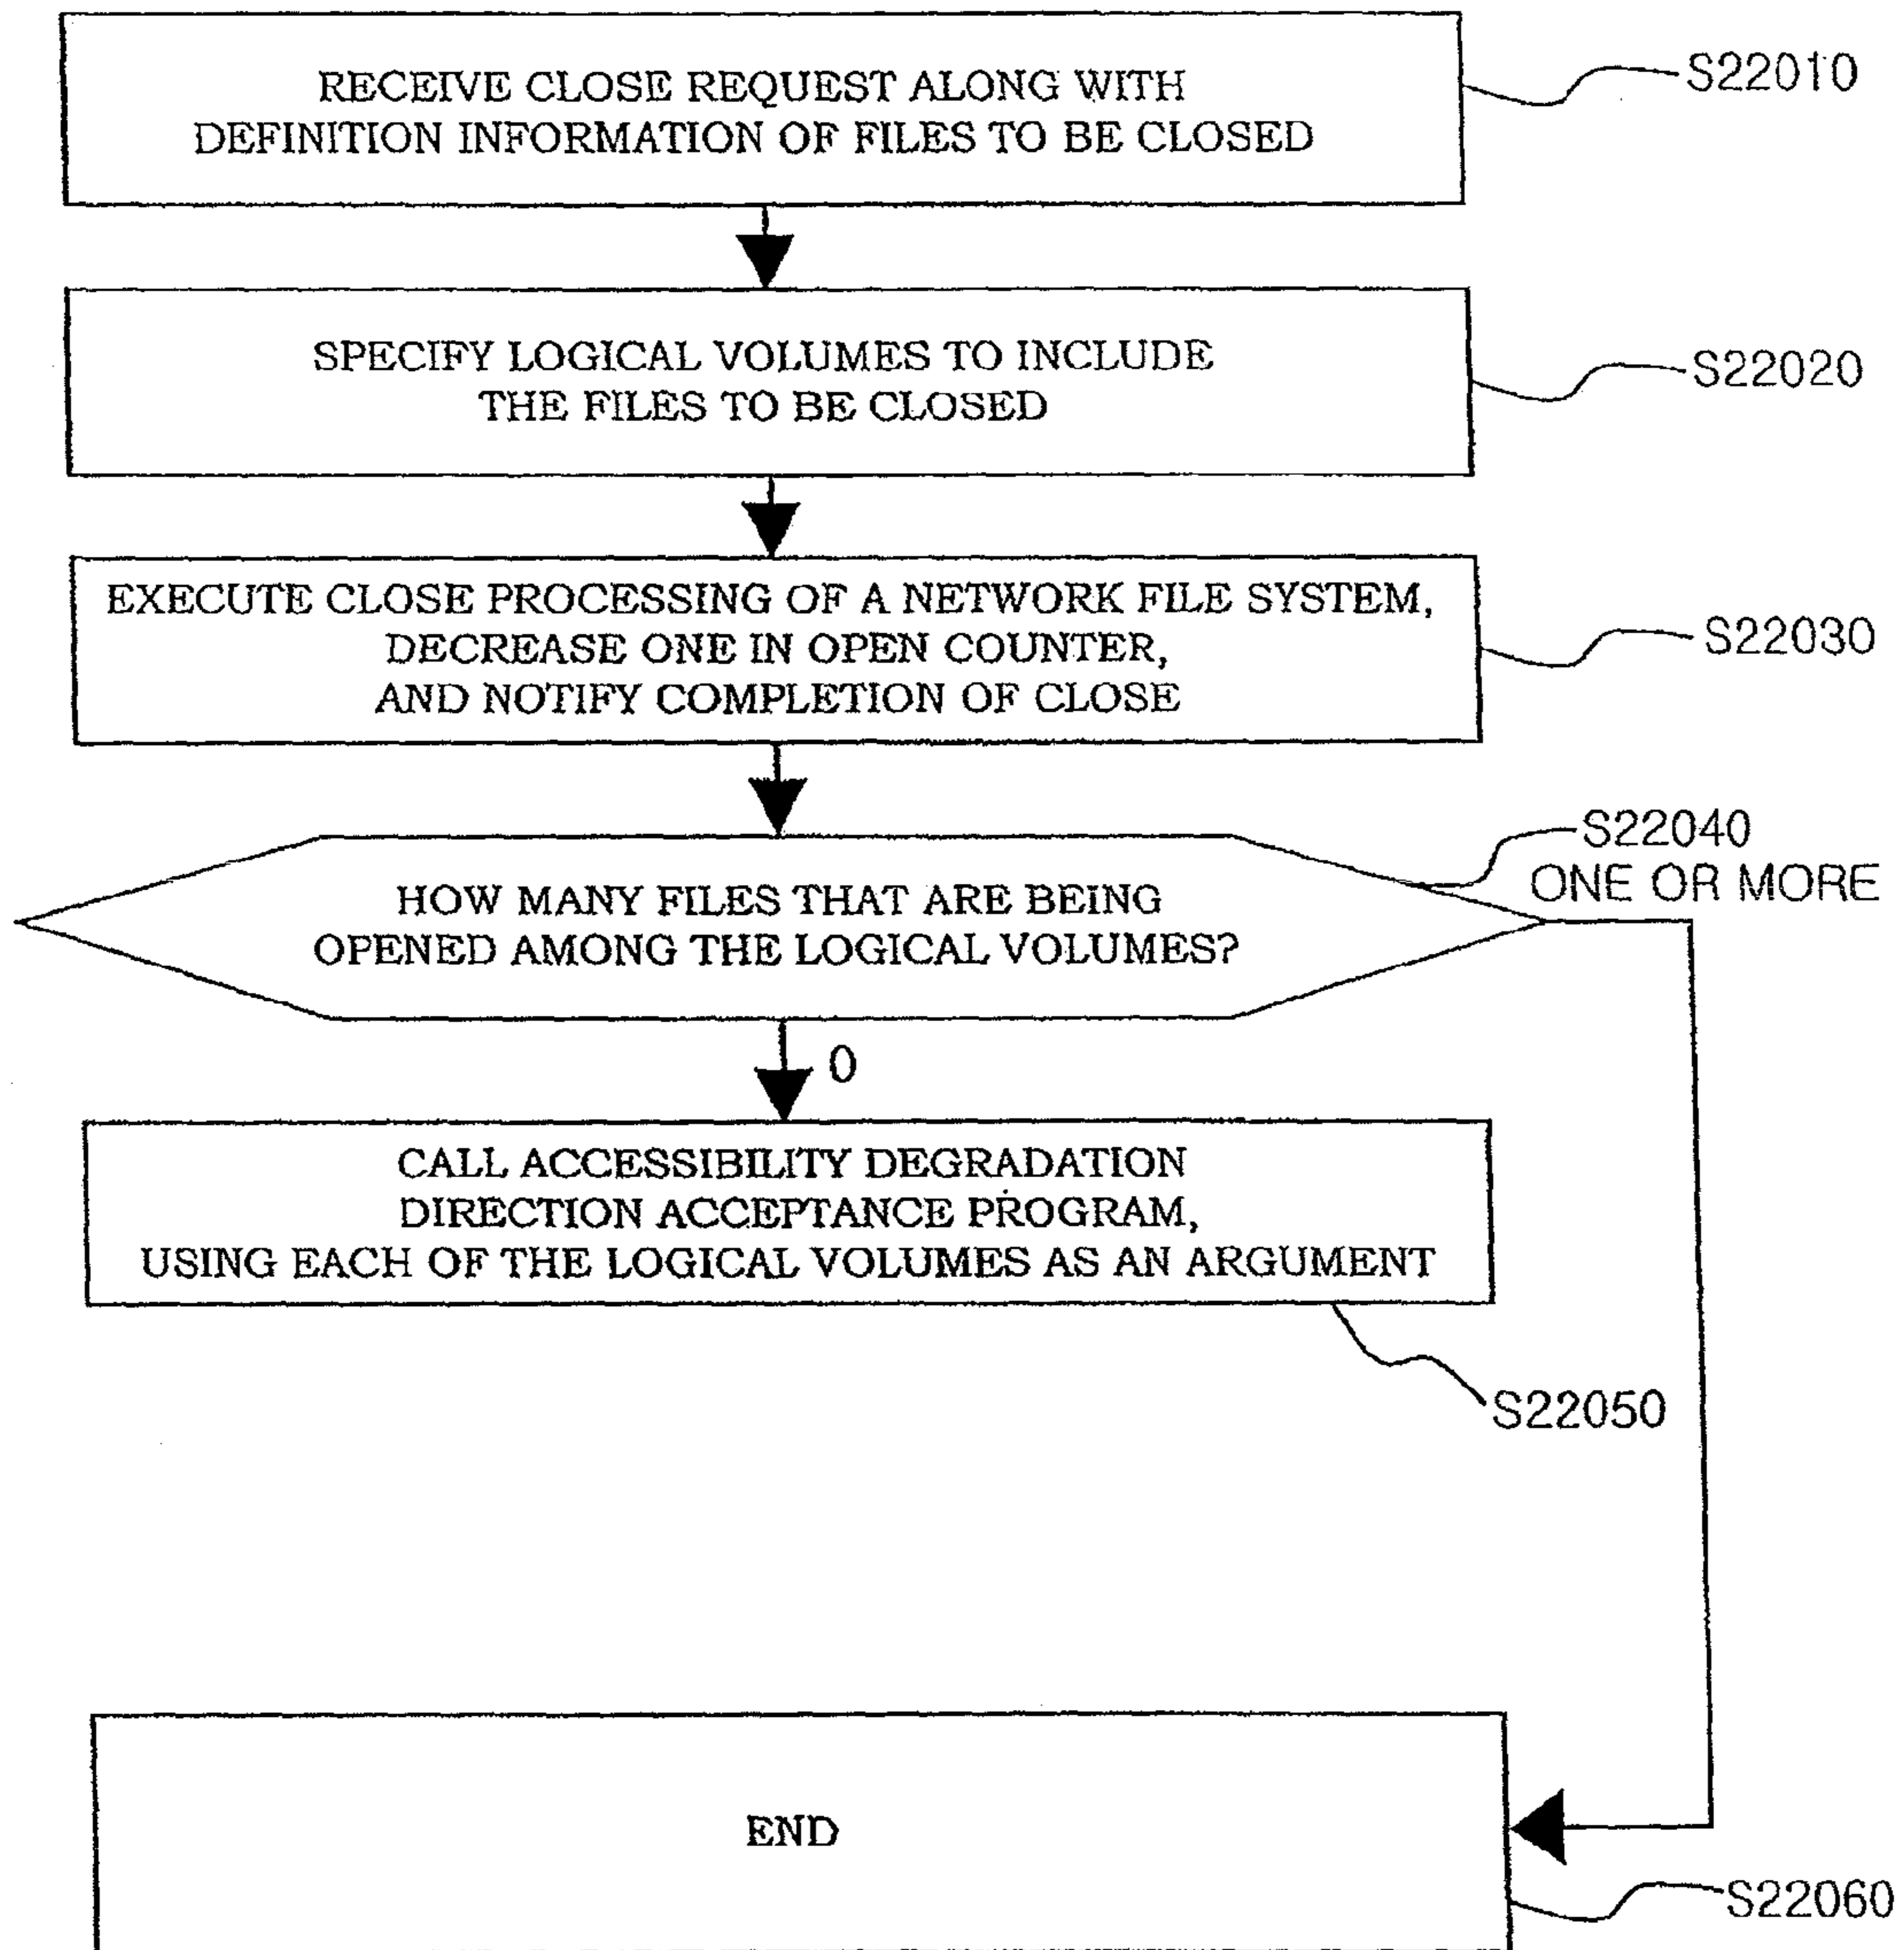 RECEIVE CLOSE REQUEST ALONG WITH
DEFINITION INFORMATION OF FILES TO BE CLOSED
S22010
SPECIFY LOGICAL VOLUMES TO INCLUDE
THE FILES TO BE CLOSED
S22020
EXECUTE CLOSE PROCESSING OF A NETWORK FILE SYSTEM,
DECREASE ONE IN OPEN COUNTER,
AND NOTIFY COMPLETION OF CLOSE
S22030
HOW MANY FILES THAT ARE BEING
OPENED AMONG THE LOGICAL VOLUMES?
S22040
ONE OR MORE
0
CALL ACCESSIBILITY DEGRADATION
DIRECTION ACCEPTANCE PROGRAM,
USING EACH OF THE LOGICAL VOLUMES AS AN ARGUMENT
S22050
END
S22060